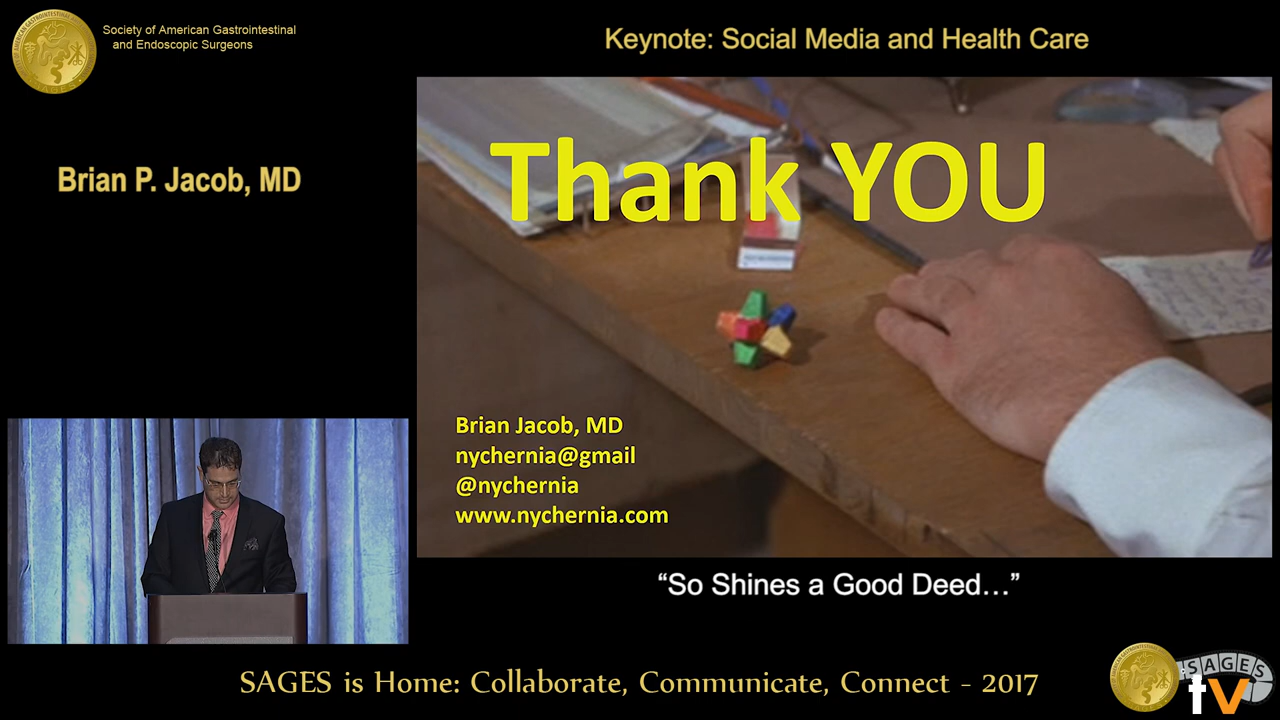 Society of American Gastrointestinal
and Endoscopic Surgeons
Keynote: Social Media and Health Care
Brian P. Jacob, MD
Thank YOU
Brian Jacob, MD
nychernia@gmail
@nychernia
www.nychernia.com
“So Shines a Good Deed…”
SAGES is Home: Collaborate, Communicate, Connect - 2017
SAGES
tv